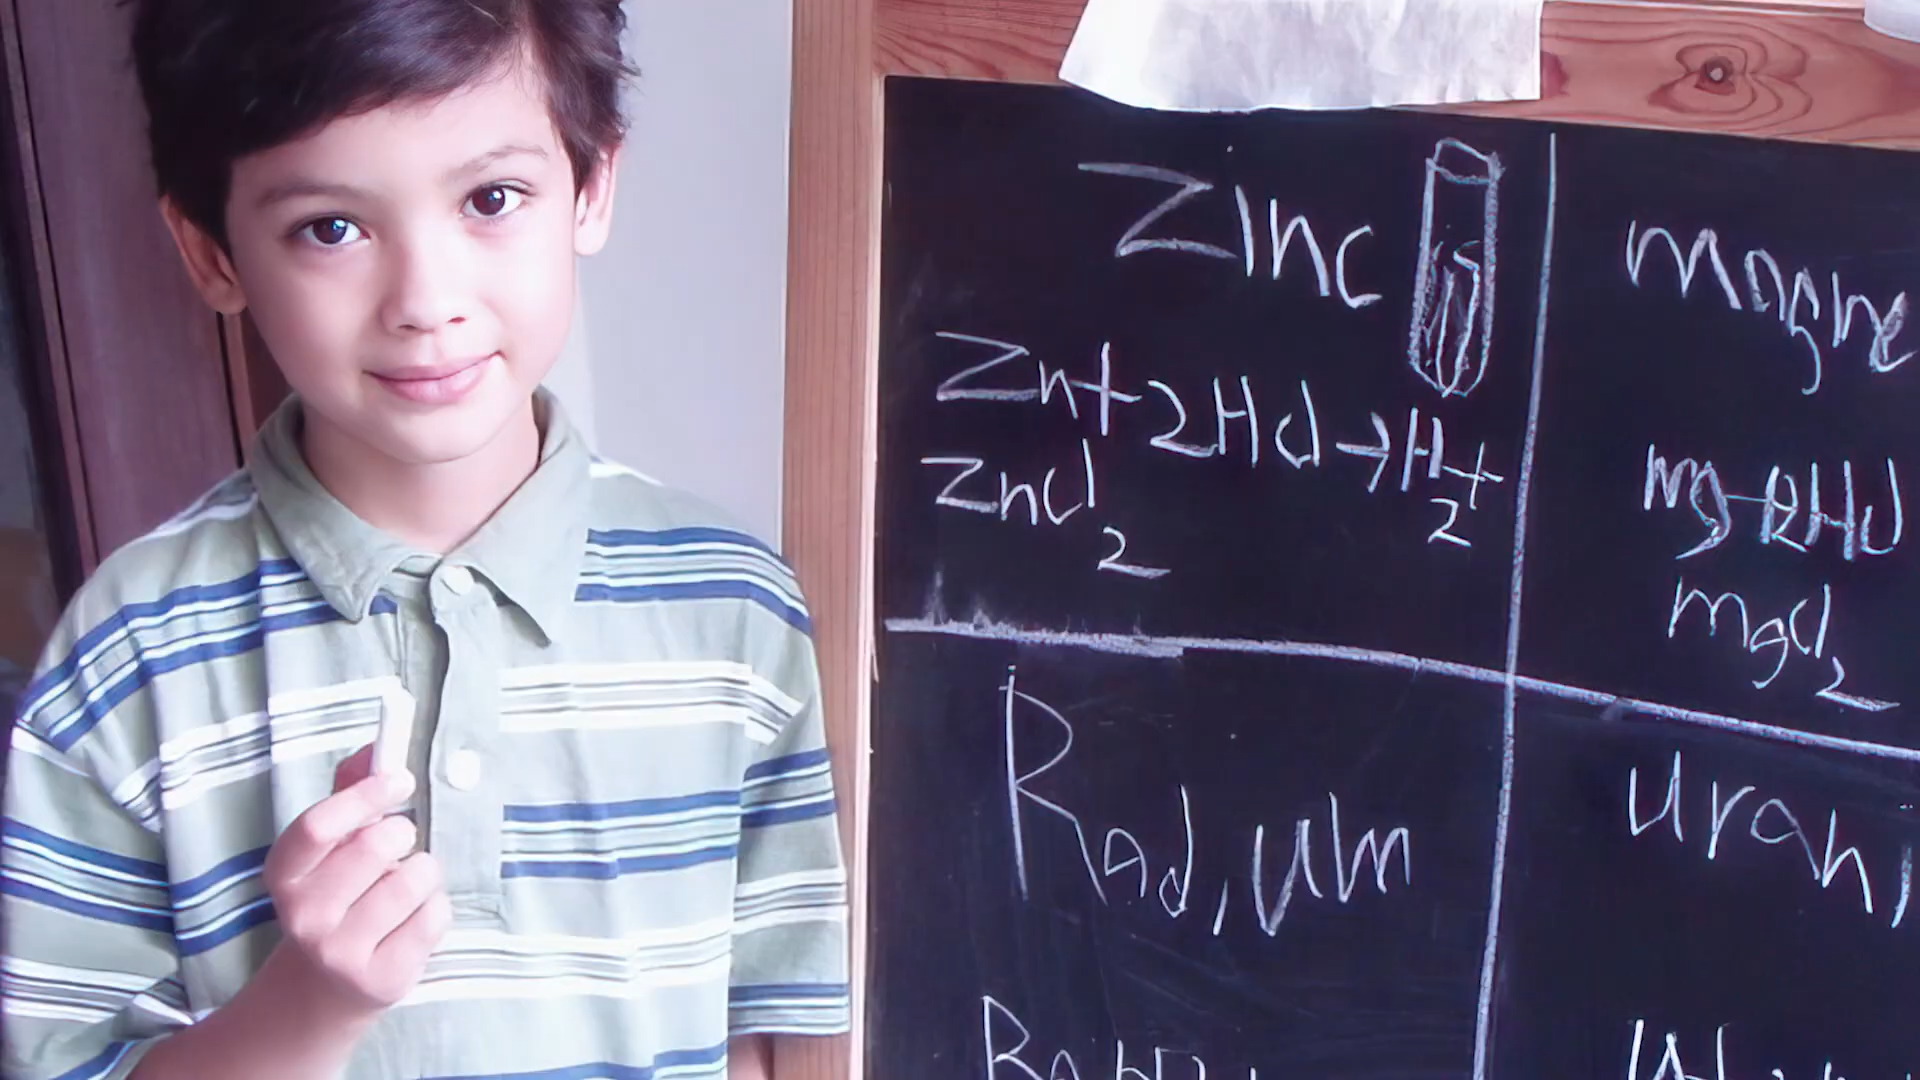 Zinc
Zn+2HCl→H2+
ZnCl2
magne
mg+2HCl
mgCl2
Radium
urani